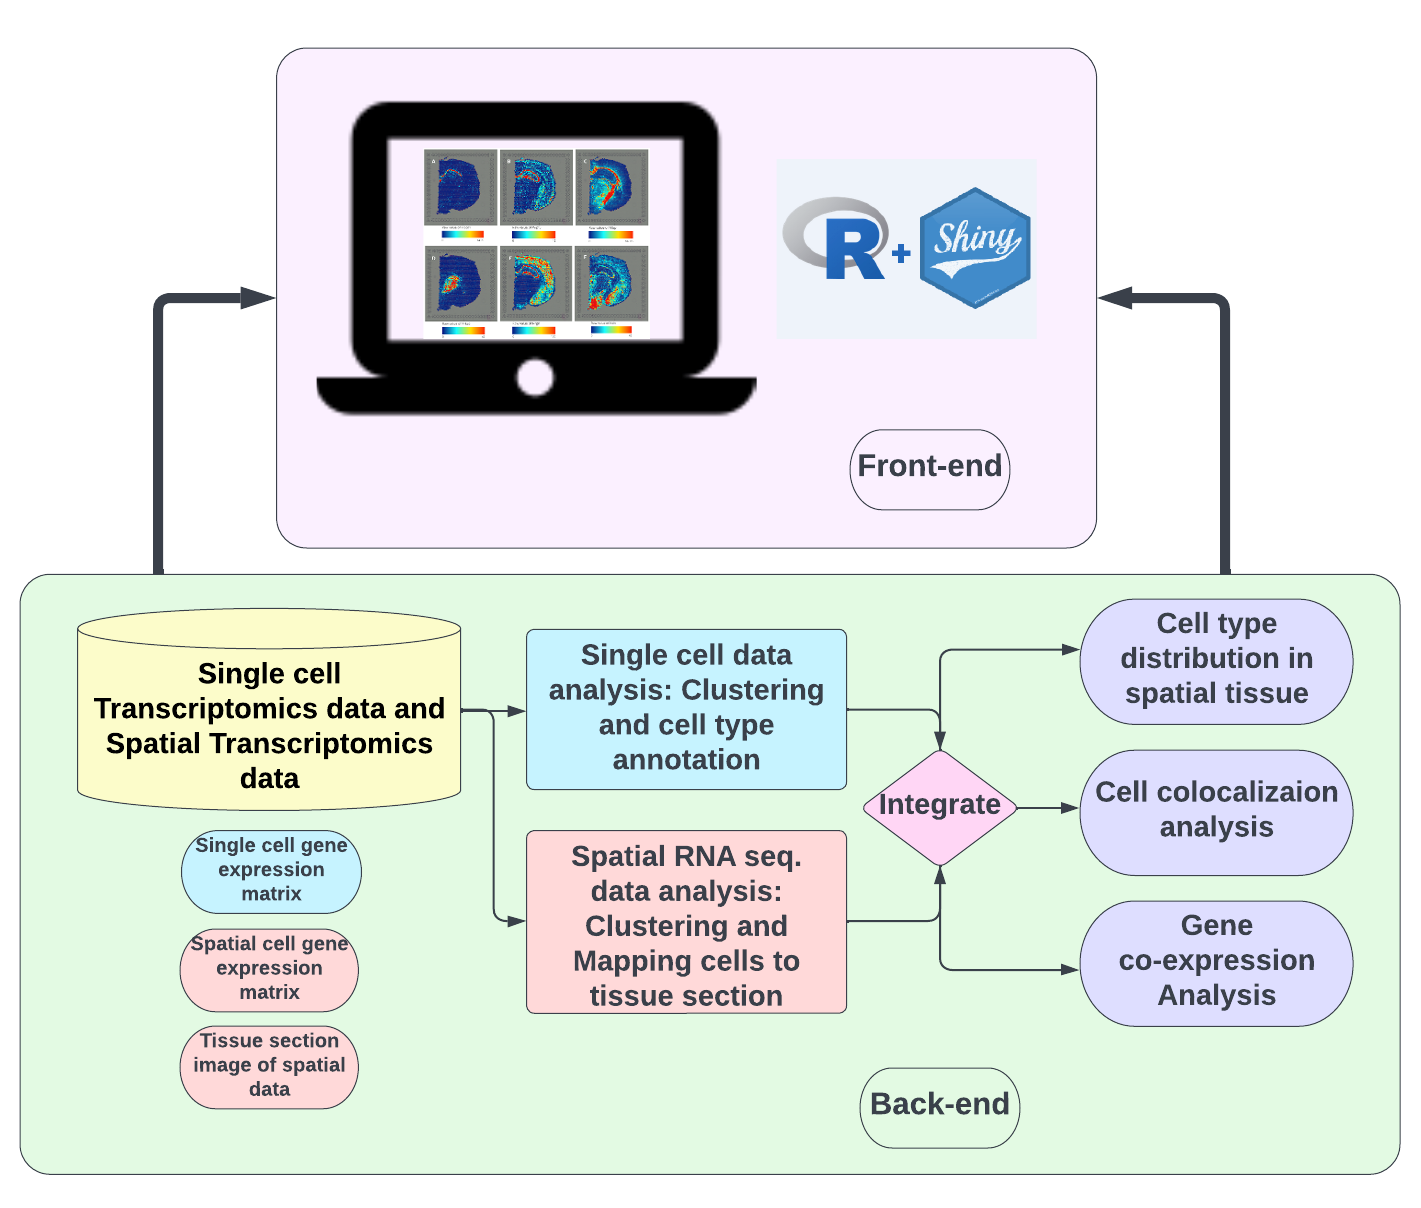 A
B
C
D
E
F
R
+
Shiny
Front-end
Single cell
Transcriptomics data and
Spatial Transcriptomics
data
Single cell gene
expression
matrix
Spatial cell gene
expression
matrix
Tissue section
image of spatial
data
Single cell data
analysis: Clustering
and cell type
annotation
Spatial RNA seq.
data analysis:
Clustering and
Mapping cells to
tissue section
Integrate
Cell type
distribution in
spatial tissue
Cell colocalizaion
analysis
Gene
co-expression
Analysis
Back-end